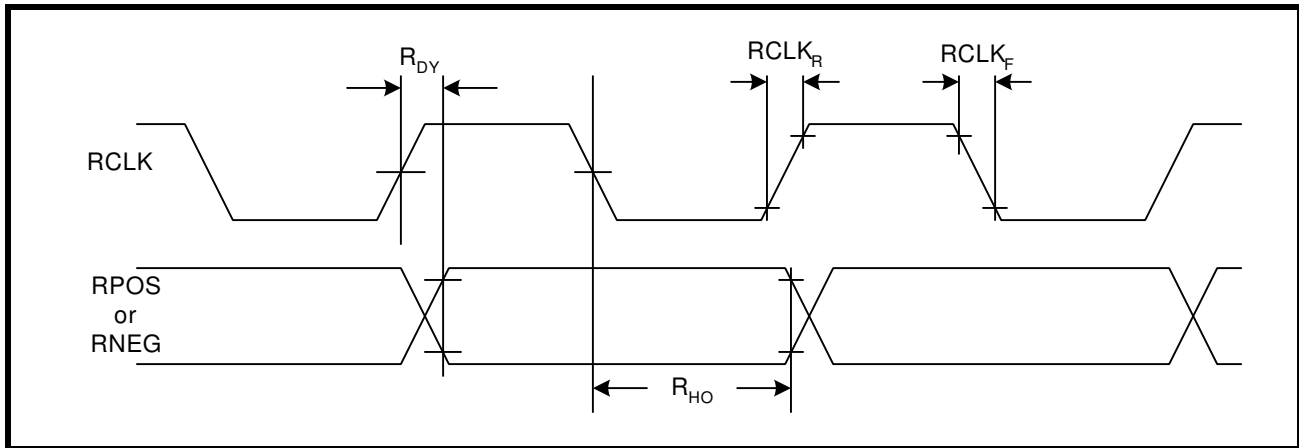 R_DY
RCLK_R
RCLK_F
RCLK
RPOS
or
RNEG
R_HO